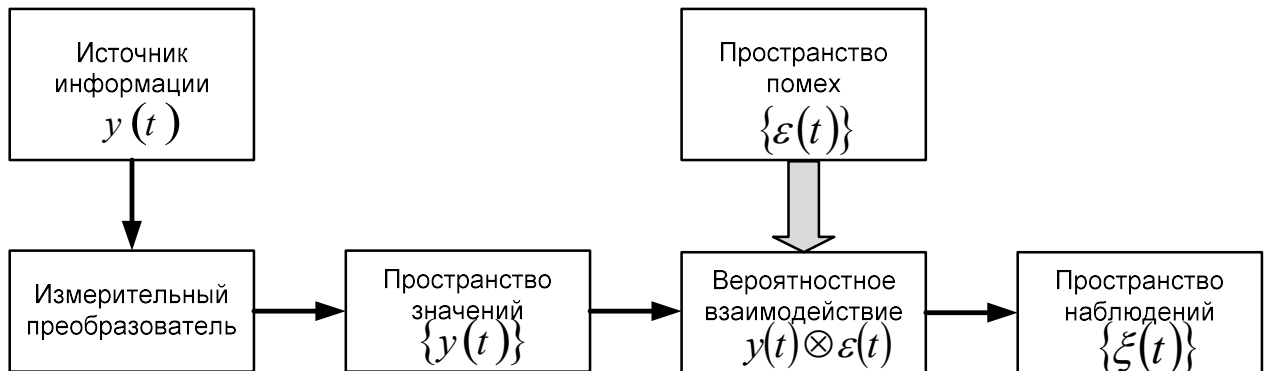 Источник
информации
y(t)
Пространство
помех
{ε(t)}
Измерительный
преобразователь
Пространство
значений
{y(t)}
Вероятностное
взаимодействие
y(t)⊗ε(t)
Пространство
наблюдений
{ξ(t)}